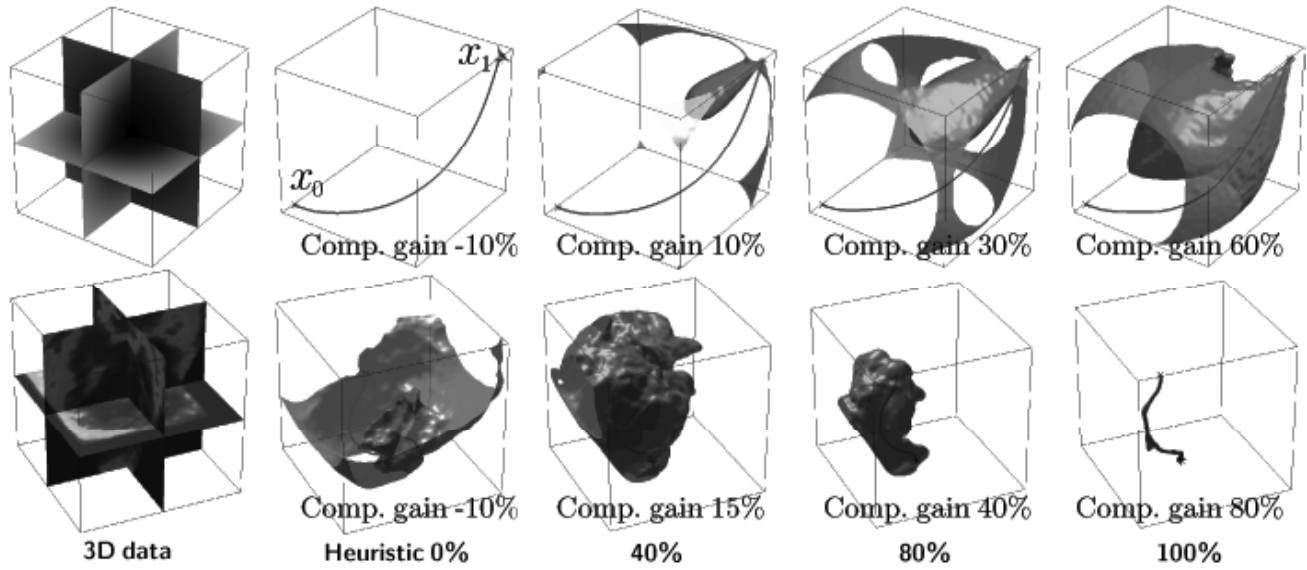 x₁
x₀
Comp. gain -10% Comp. gain 10% Comp. gain 30% Comp. gain 60%
Comp. gain -10% Comp. gain 15% Comp. gain 40% Comp. gain 80%
3D data Heuristic 0% 40% 80% 100%